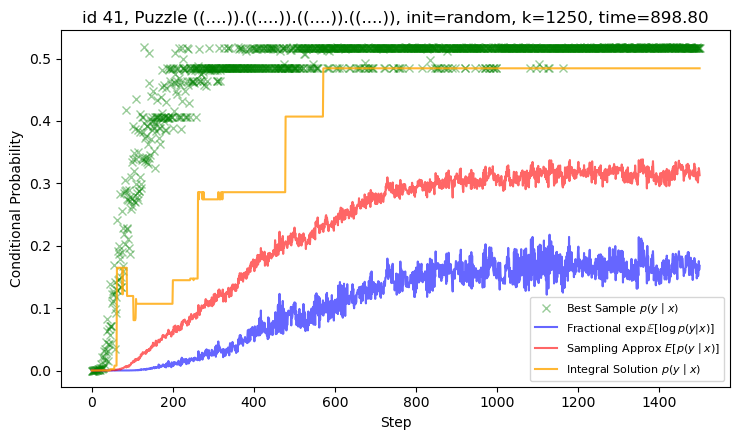 id 41, Puzzle ((....)).((....)).((....)).((....)), init=random, k=1250, time=898.80
0.5
0.4
0.3
0.2
0.1
0.0
Conditional Probability
Best Sample p(y | x)
Fractional exp 𝔼[log p(y|x)]
Sampling Approx E[p(y | x)]
Integral Solution p(y | x)
0 200 400 600 800 1000 1200 1400
Step